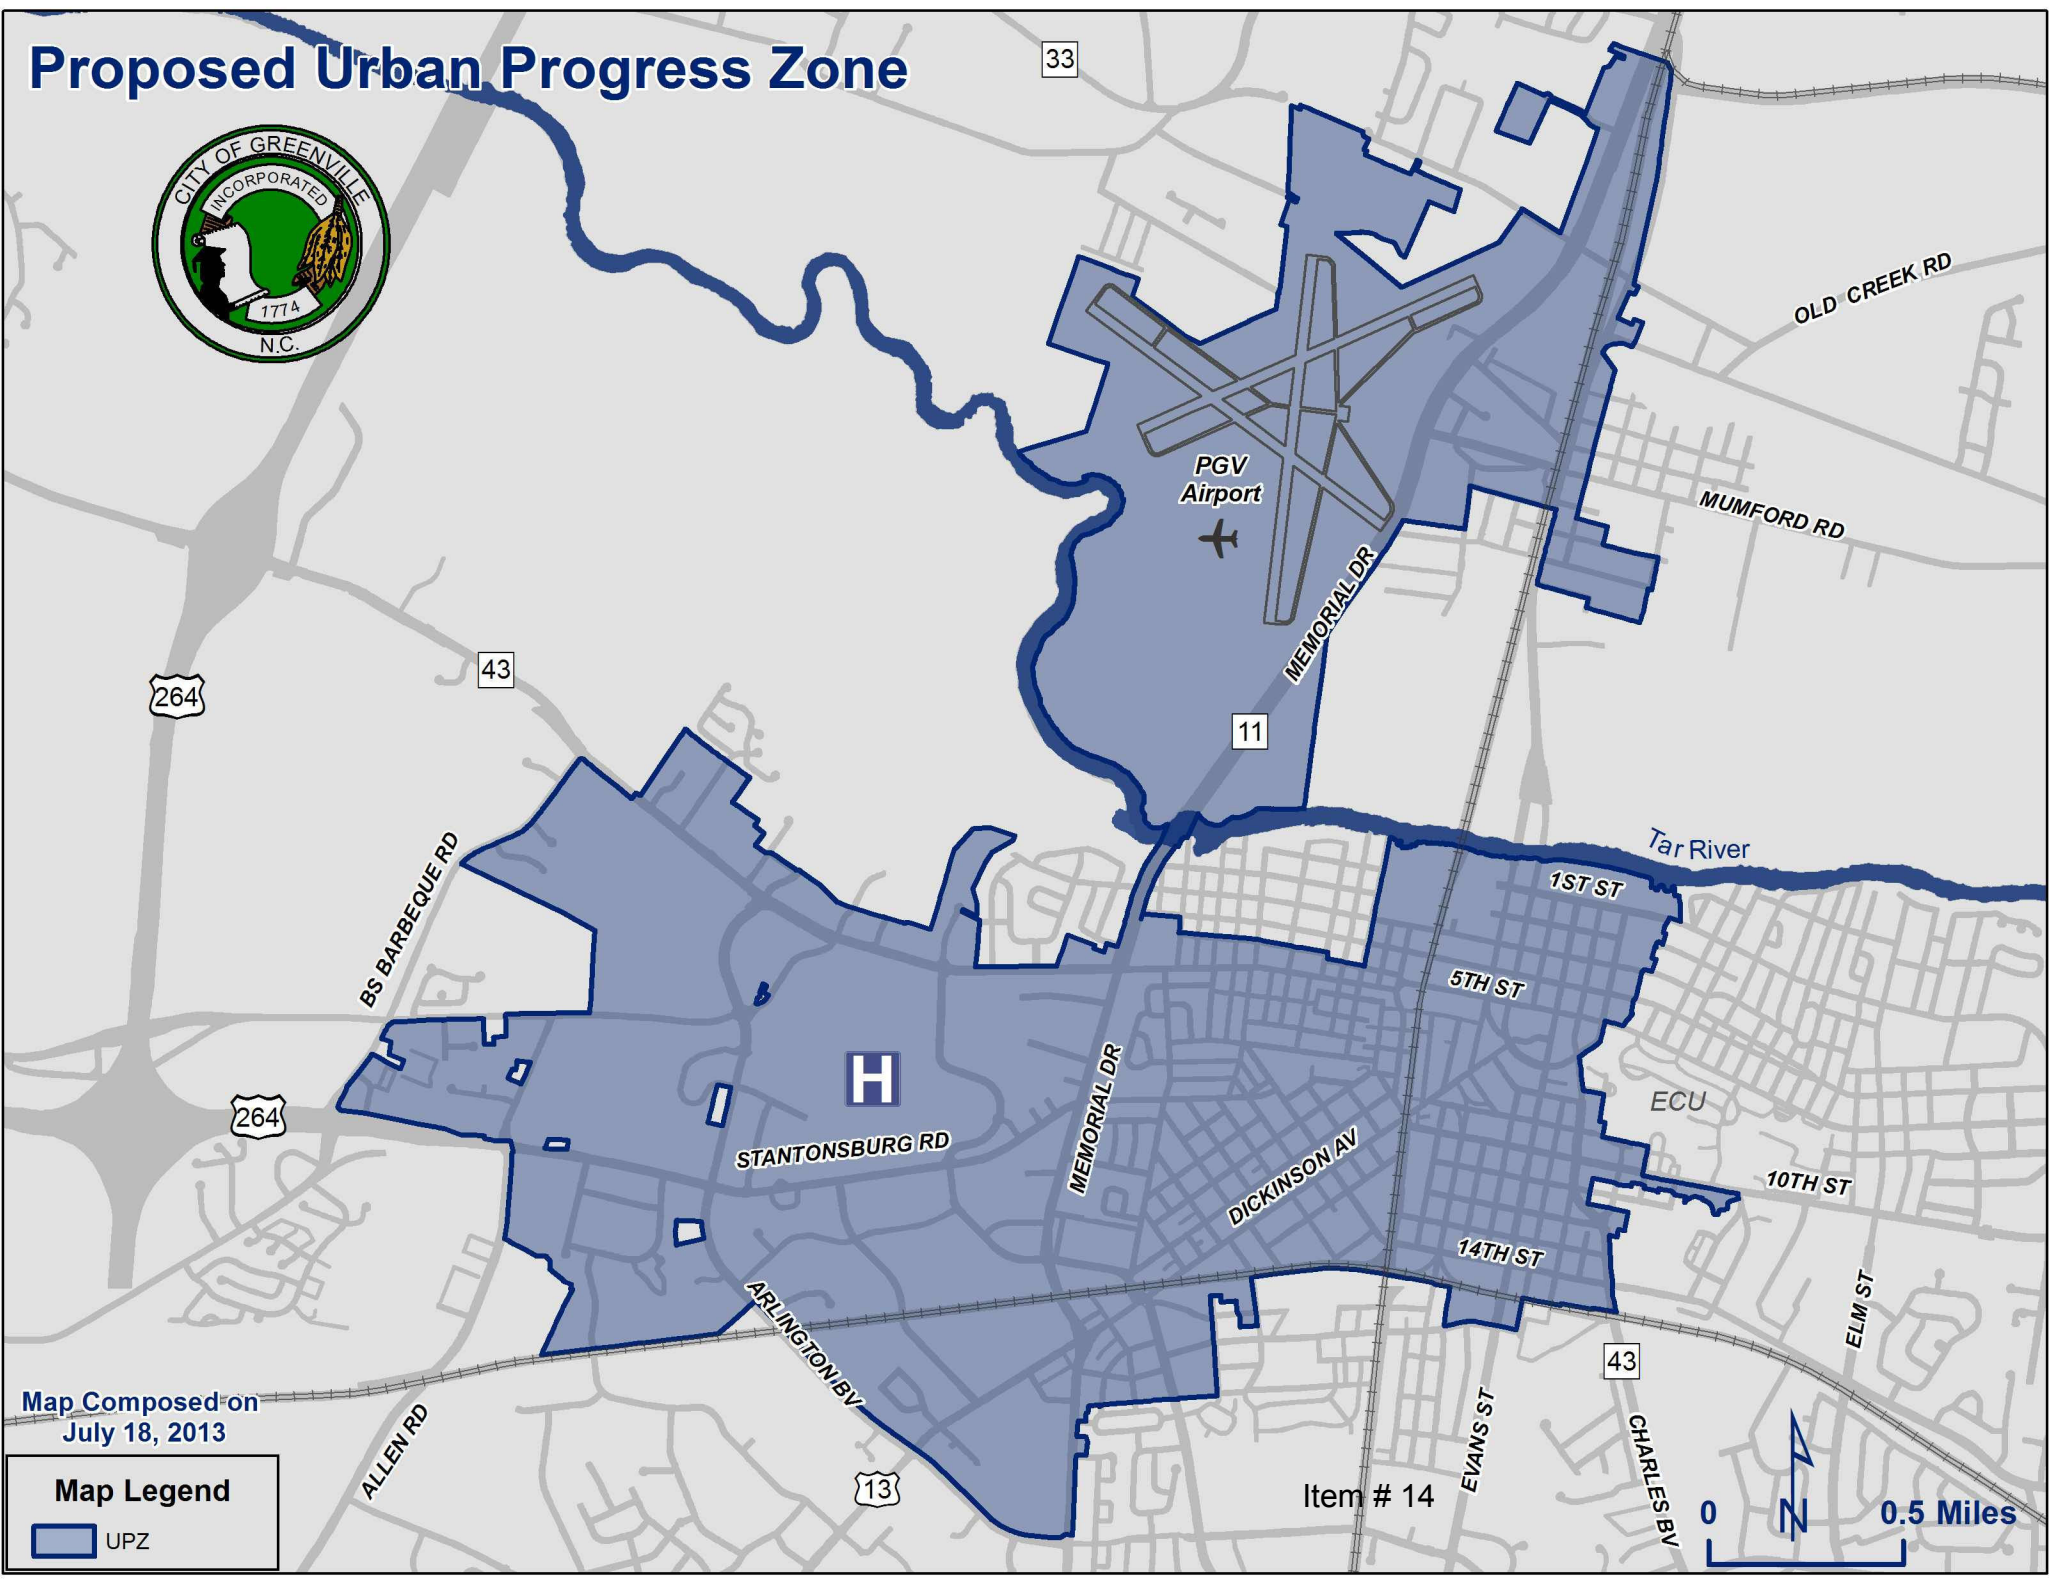 Proposed Urban Progress Zone
33
CITY OF GREENVILLE
INCORPORATED
1774
N.C.
OLD CREEK RD
PGV
Airport
MUMFORD RD
MEMORIAL DR
43
264
11
Tar River
1ST ST
BS BARBEQUE RD
5TH ST
H
264
ECU
MEMORIAL DR
STANTONSBURG RD
DICKINSON AV
10TH ST
14TH ST
ARLINGTON BV
ELM ST
43
Map Composed on
July 18, 2013
ALLEN RD
EVANS ST
CHARLES BV
13
Item # 14
Map Legend
UPZ
0
N
0.5 Miles